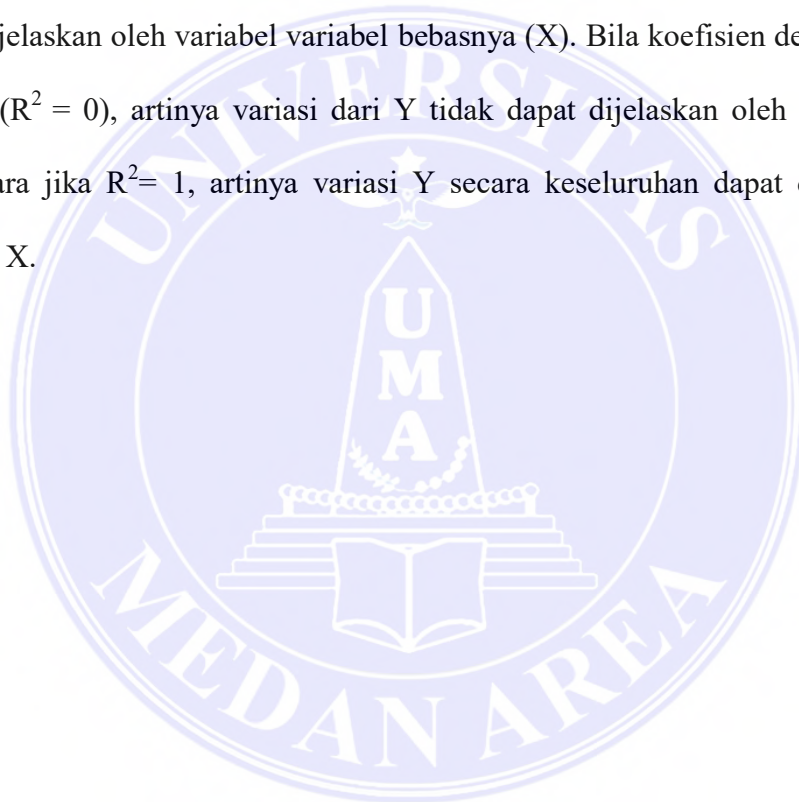 jelaskan oleh variabel variabel bebasnya (X). Bila koefisien de
(R² = 0), artinya variasi dari Y tidak dapat dijelaskan oleh
ara jika R²= 1, artinya variasi Y secara keseluruhan dapat
X.
UNIVERSITAS
U
M
A
MEDAN AREA